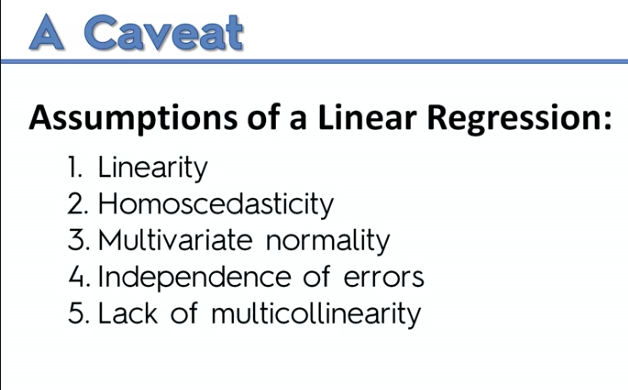 A Caveat
Assumptions of a Linear Regression:
1. Linearity
2. Homoscedasticity
3. Multivariate normality
4. Independence of errors
5. Lack of multicollinearity